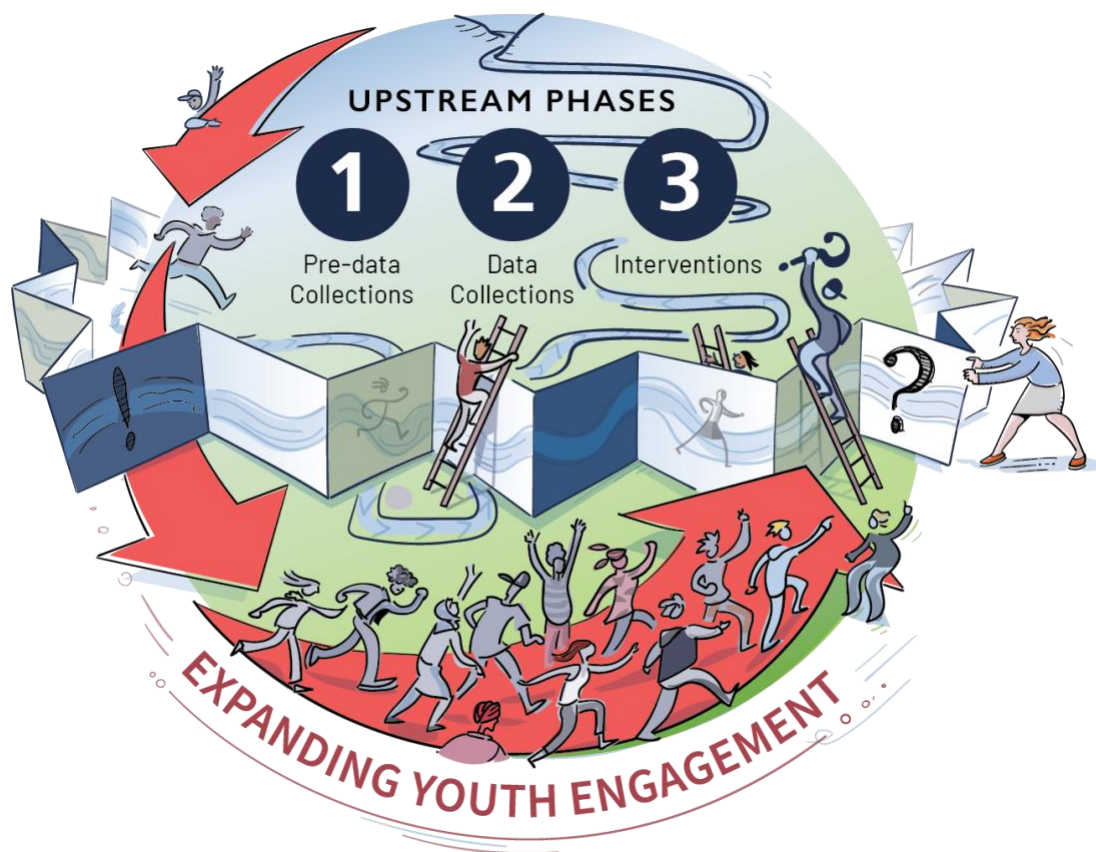 UPSTREAM PHASES
1
2
3
Pre-data
Collections
Data
Collections
Interventions
!
?
?
EXPANDING YOUTH ENGAGEMENT